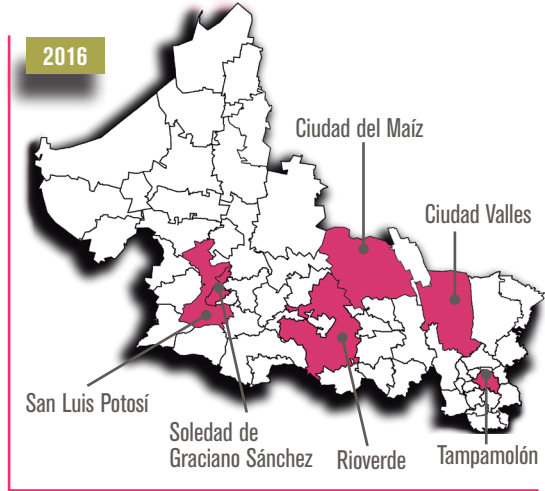 2016
Ciudad del Maíz
Ciudad Valles
San Luis Potosí
Soledad de
Graciano Sánchez
Rioverde
Tampamolón